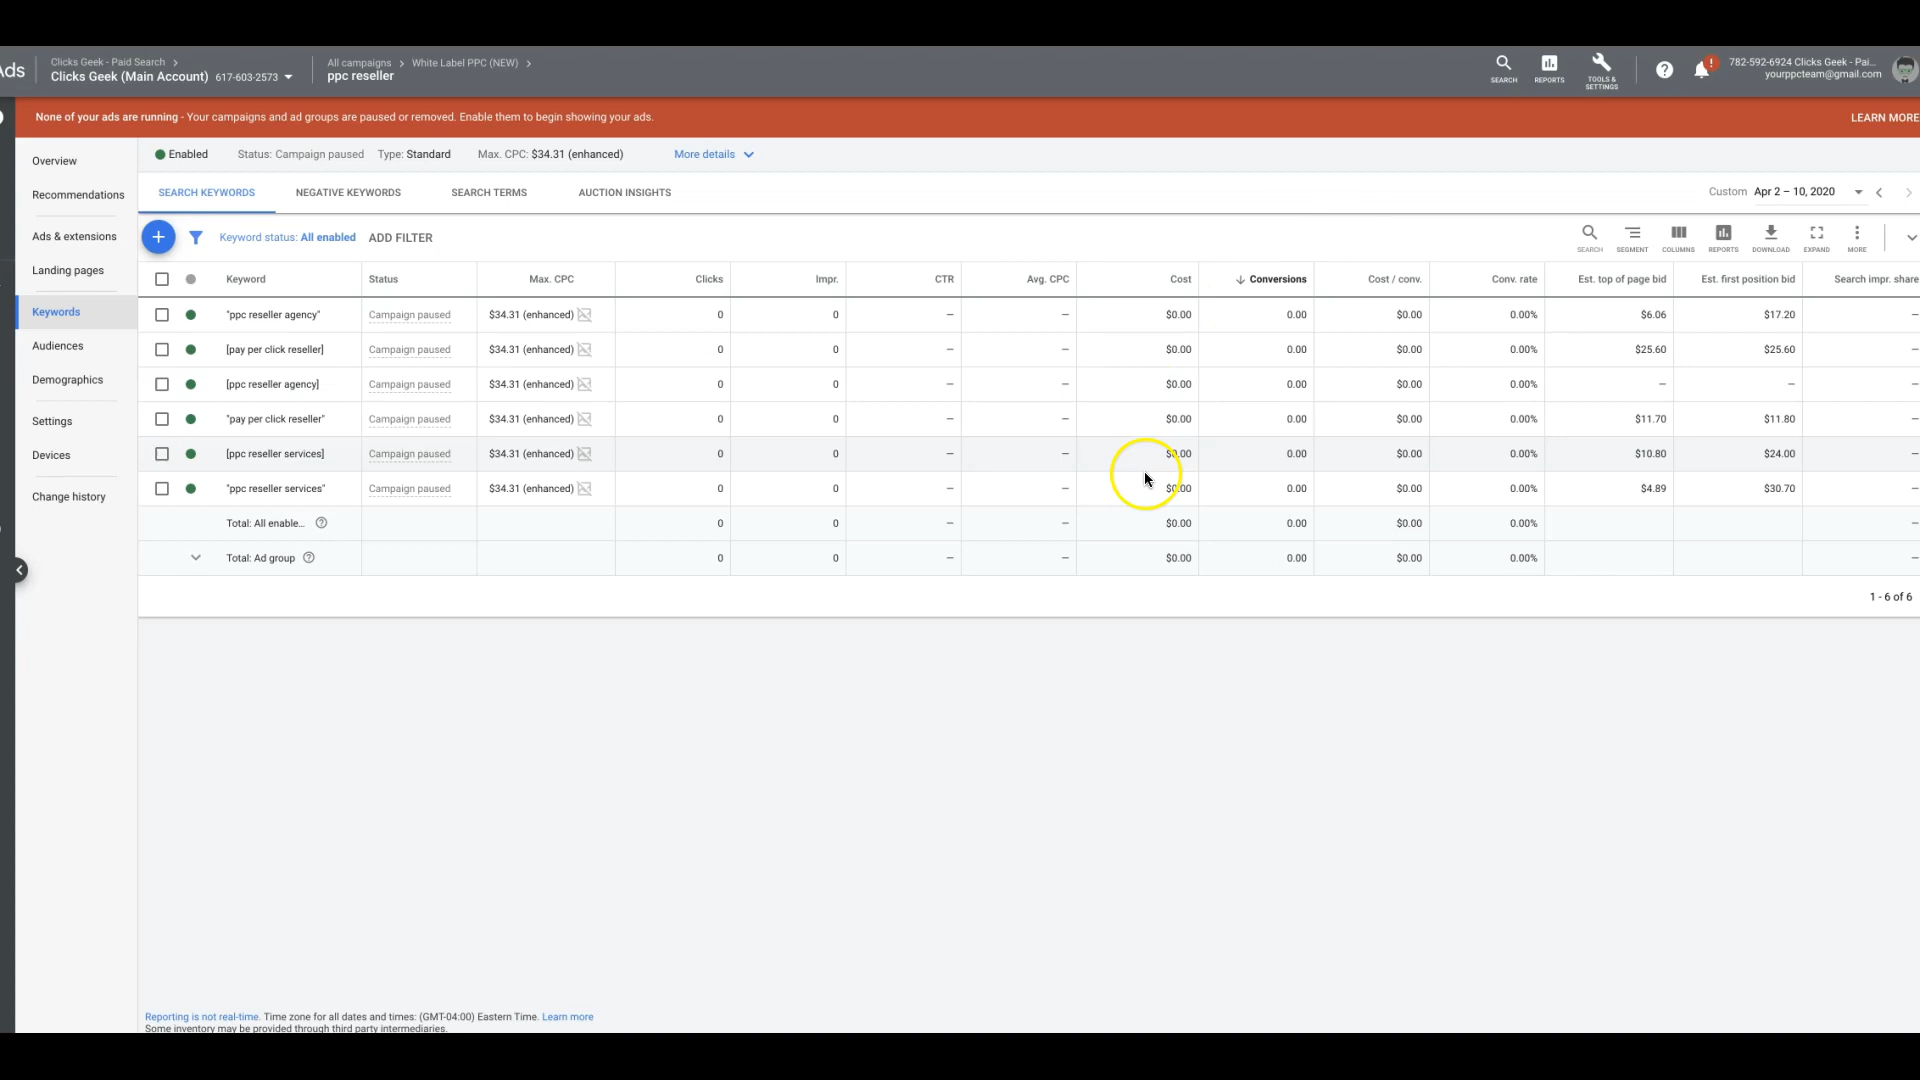 Ads
Clicks Geek - Paid Search >
Clicks Geek (Main Account) 617-603-2573
All campaigns > White Label PPC (NEW) >
ppc reseller
SEARCH
REPORTS
TOOLS & SETTINGS
!
782-592-6924 Clicks Geek - Pai...
yourppcteam@gmail.com
None of your ads are running - Your campaigns and ad groups are paused or removed. Enable them to begin showing your ads.
LEARN MORE
Overview
Recommendations
Ads & extensions
Landing pages
Keywords
Audiences
Demographics
Settings
Devices
Change history
Enabled Status: Campaign paused Type: Standard Max. CPC: $34.31 (enhanced) More details
SEARCH KEYWORDS NEGATIVE KEYWORDS SEARCH TERMS AUCTION INSIGHTS
Custom Apr 2 – 10, 2020
Keyword status: All enabled ADD FILTER
SEARCH SEGMENT COLUMNS REPORTS DOWNLOAD EXPAND MORE
Keyword Status Max. CPC Clicks Impr. CTR Avg. CPC Cost ↓ Conversions Cost / conv. Conv. rate Est. top of page bid Est. first position bid Search impr. share
"ppc reseller agency" Campaign paused $34.31 (enhanced) 0 0 – – $0.00 0.00 $0.00 0.00% $6.06 $17.20 –
[pay per click reseller] Campaign paused $34.31 (enhanced) 0 0 – – $0.00 0.00 $0.00 0.00% $25.60 $25.60 –
[ppc reseller agency] Campaign paused $34.31 (enhanced) 0 0 – – $0.00 0.00 $0.00 0.00% – – –
"pay per click reseller" Campaign paused $34.31 (enhanced) 0 0 – – $0.00 0.00 $0.00 0.00% $11.70 $11.80 –
[ppc reseller services] Campaign paused $34.31 (enhanced) 0 0 – – $0.00 0.00 $0.00 0.00% $10.80 $24.00 –
"ppc reseller services" Campaign paused $34.31 (enhanced) 0 0 – – $0.00 0.00 $0.00 0.00% $4.89 $30.70 –
Total: All enable... 0 0 – – $0.00 0.00 $0.00 0.00% –
Total: Ad group 0 0 – – $0.00 0.00 $0.00 0.00% –
1 - 6 of 6
Reporting is not real-time. Time zone for all dates and times: (GMT-04:00) Eastern Time. Learn more
Some inventory may be provided through third party intermediaries.